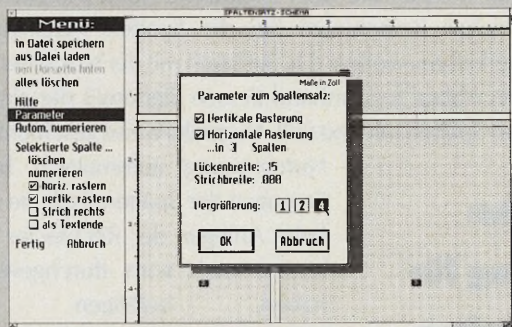 SPALTENSATZ-SCHEMA
Menü:
in Datei speichern
aus Datei laden
alles löschen
Hilfe
Parameter
Autom. numerieren
Selektierte Spalte ...
löschen
numerieren
horiz. rastern
vertik. rastern
Strich rechts
als Textende
Fertig Abbruch
Maße in Zoll
Parameter zum Spaltensatz:
Vertikale Rasterung
Horizontale Rasterung
...in 3 Spalten
Lückenbreite: .15
Strichbreite: .000
Vergrößerung: 1 2 4
OK Abbruch